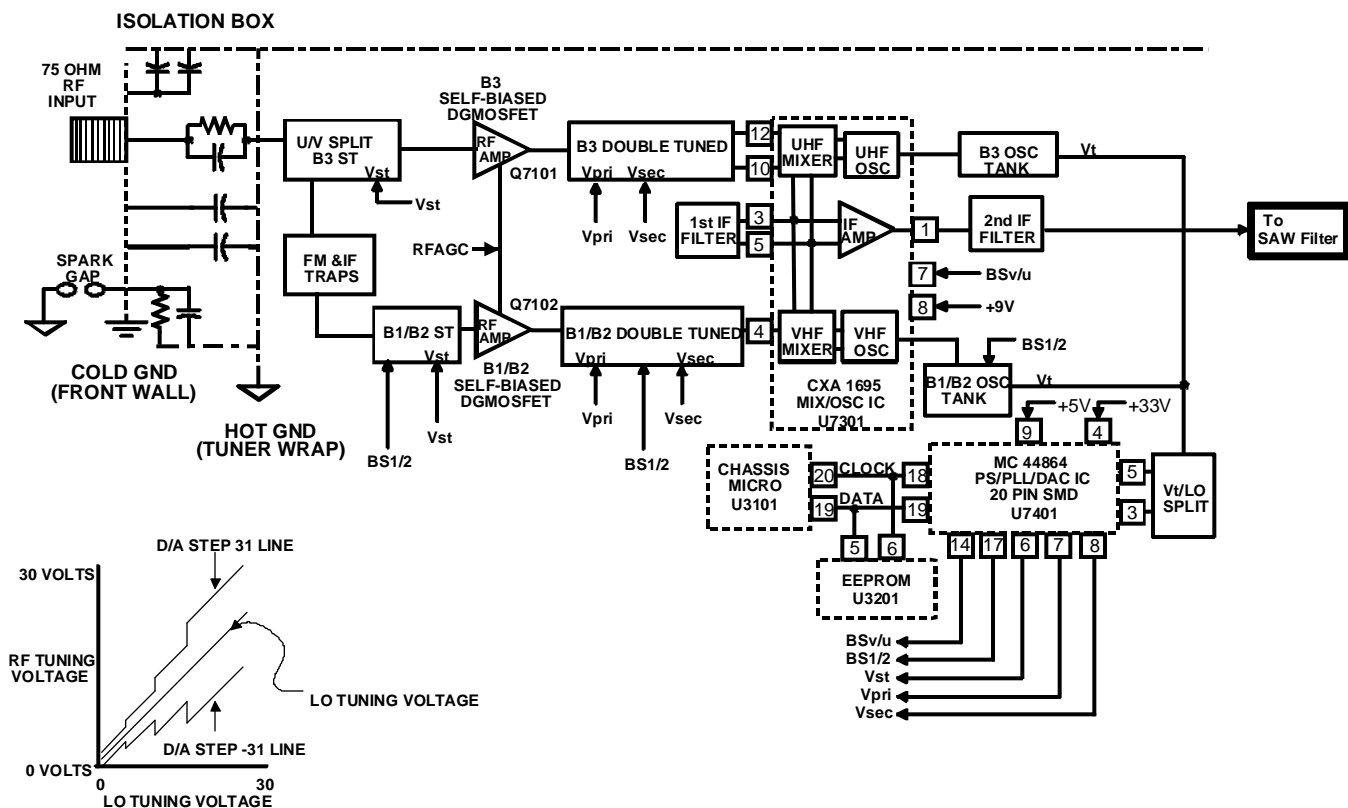 ISOLATION BOX
75 OHM
RF
INPUT
B3
SELF-BIASED
DGMOSFET
U/V SPLIT
B3 ST
Vst
Vst
RF
AMP
Q7101
B3 DOUBLE TUNED
Vpri
Vsec
Vpri
Vsec
12
10
UHF
MIXER
UHF
OSC
B3 OSC
TANK
Vt
1st IF
FILTER
3
5
IF
AMP
1
2nd IF
FILTER
To
SAW Filter
7
BSv/u
8
+9V
RFAGC
FM &IF
TRAPS
SPARK
GAP
COLD GND
(FRONT WALL)
HOT GND
(TUNER WRAP)
B1/B2 ST
Vst
BS1/2
Vst
Q7102
RF
AMP
B1/B2
SELF-BIASED
DGMOSFET
B1/B2 DOUBLE TUNED
Vpri
Vsec
Vpri
BS1/2
Vsec
4
VHF
MIXER
VHF
OSC
CXA 1695
MIX/OSC IC
U7301
BS1/2
B1/B2 OSC
TANK
Vt
+5V
+33V
9
4
CHASSIS
MICRO
U3101
20
CLOCK
18
19
DATA
19
MC 44864
PS/PLL/DAC IC
20 PIN SMD
U7401
5
3
Vt/LO
SPLIT
5
6
EEPROM
U3201
14
17
6
7
8
BSv/u
BS1/2
Vst
Vpri
Vsec
D/A STEP 31 LINE
30 VOLTS
RF TUNING
VOLTAGE
LO TUNING VOLTAGE
D/A STEP -31 LINE
0 VOLTS
0
30
LO TUNING VOLTAGE